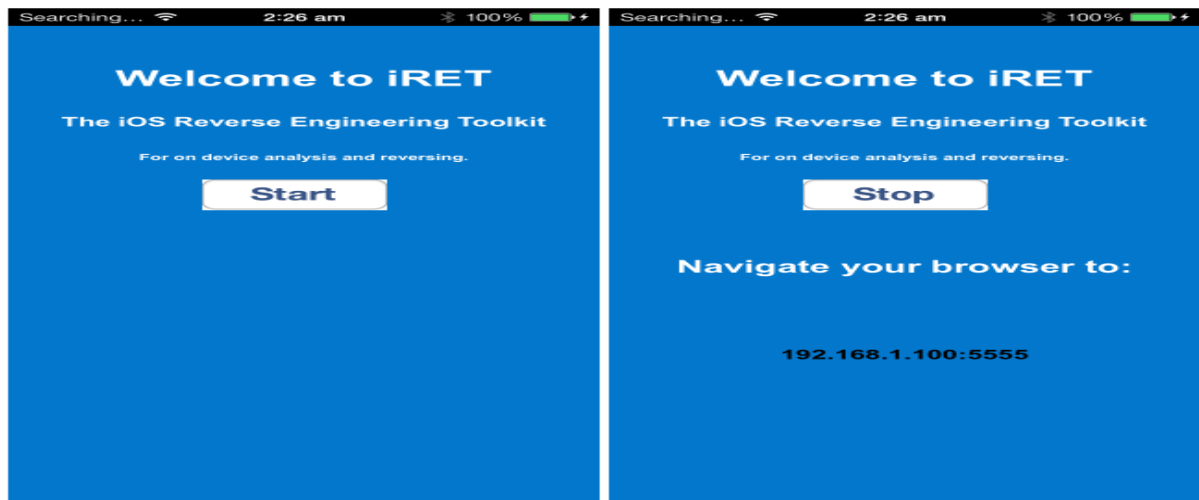 Searching... 2:26 am 100%
Welcome to iRET
The iOS Reverse Engineering Toolkit
For on device analysis and reversing.
Start
Searching... 2:26 am 100%
Welcome to iRET
The iOS Reverse Engineering Toolkit
For on device analysis and reversing.
Stop
Navigate your browser to:
192.168.1.100:5555